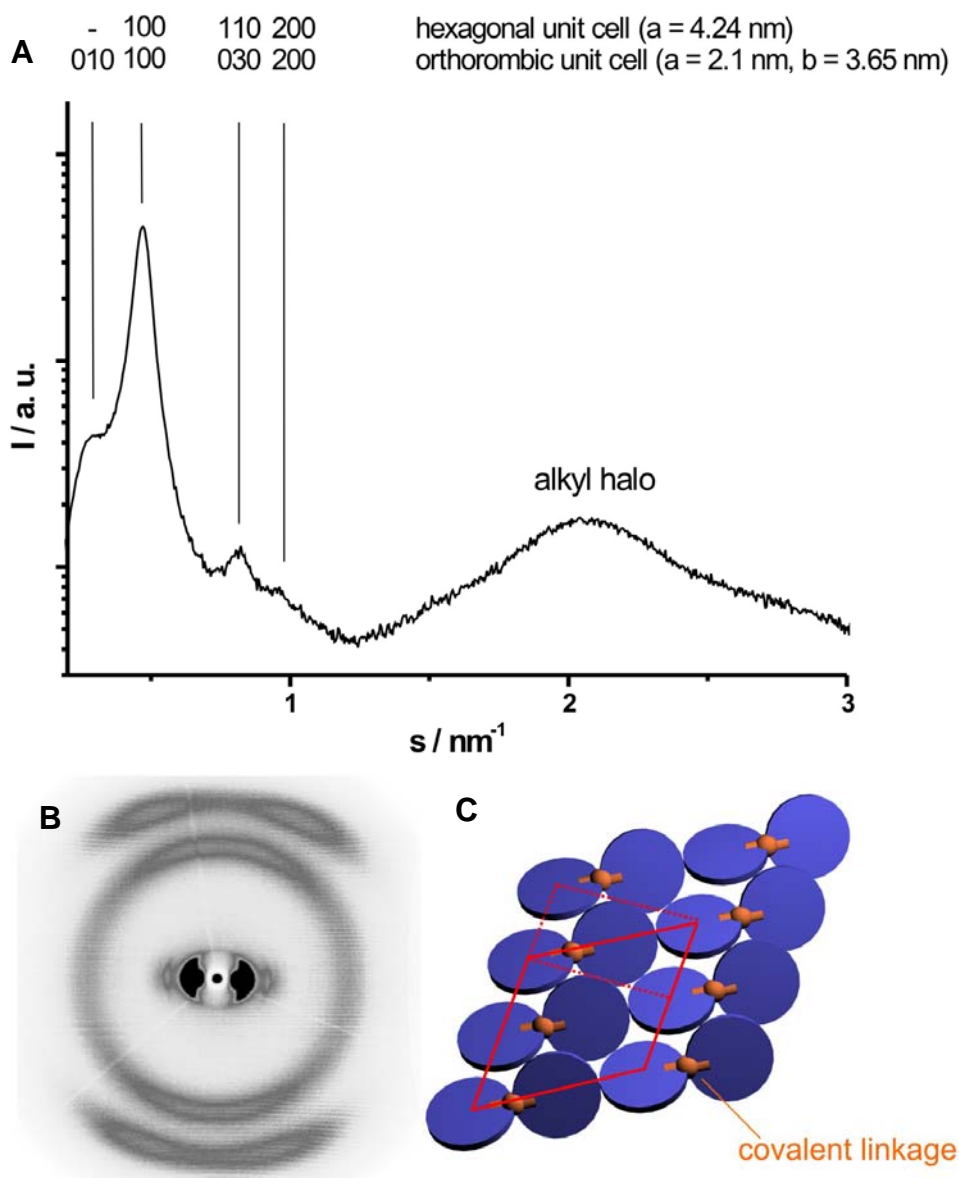 - 100 110 200 hexagonal unit cell (a = 4.24 nm)
A 010 100 030 200 orthorombic unit cell (a = 2.1 nm, b = 3.65 nm)
I / a. u.
alkyl halo
1 2 3
s / nm-1
B
C
covalent linkage